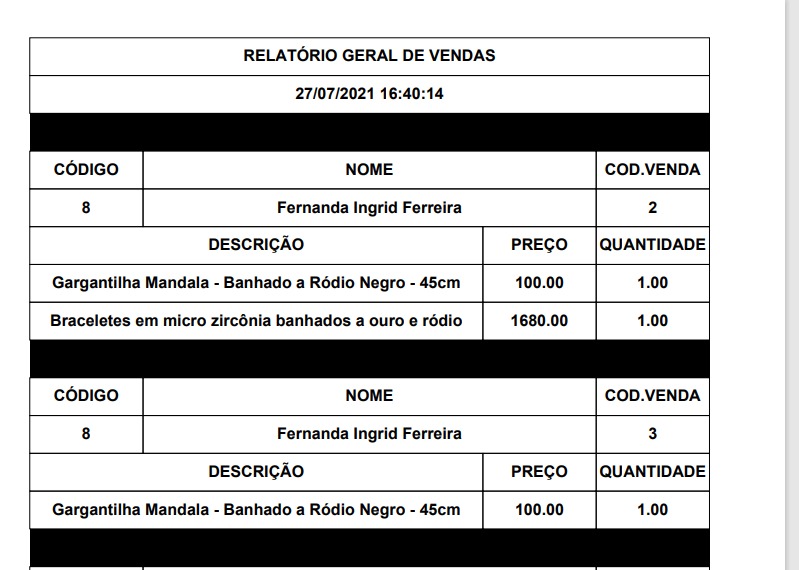 RELATÓRIO GERAL DE VENDAS
27/07/2021 16:40:14
CÓDIGO NOME COD.VENDA
8 Fernanda Ingrid Ferreira 2
DESCRIÇÃO PREÇO QUANTIDADE
Gargantilha Mandala - Banhado a Ródio Negro - 45cm 100.00 1.00
Braceletes em micro zircônia banhados a ouro e ródio 1680.00 1.00
CÓDIGO NOME COD.VENDA
8 Fernanda Ingrid Ferreira 3
DESCRIÇÃO PREÇO QUANTIDADE
Gargantilha Mandala - Banhado a Ródio Negro - 45cm 100.00 1.00